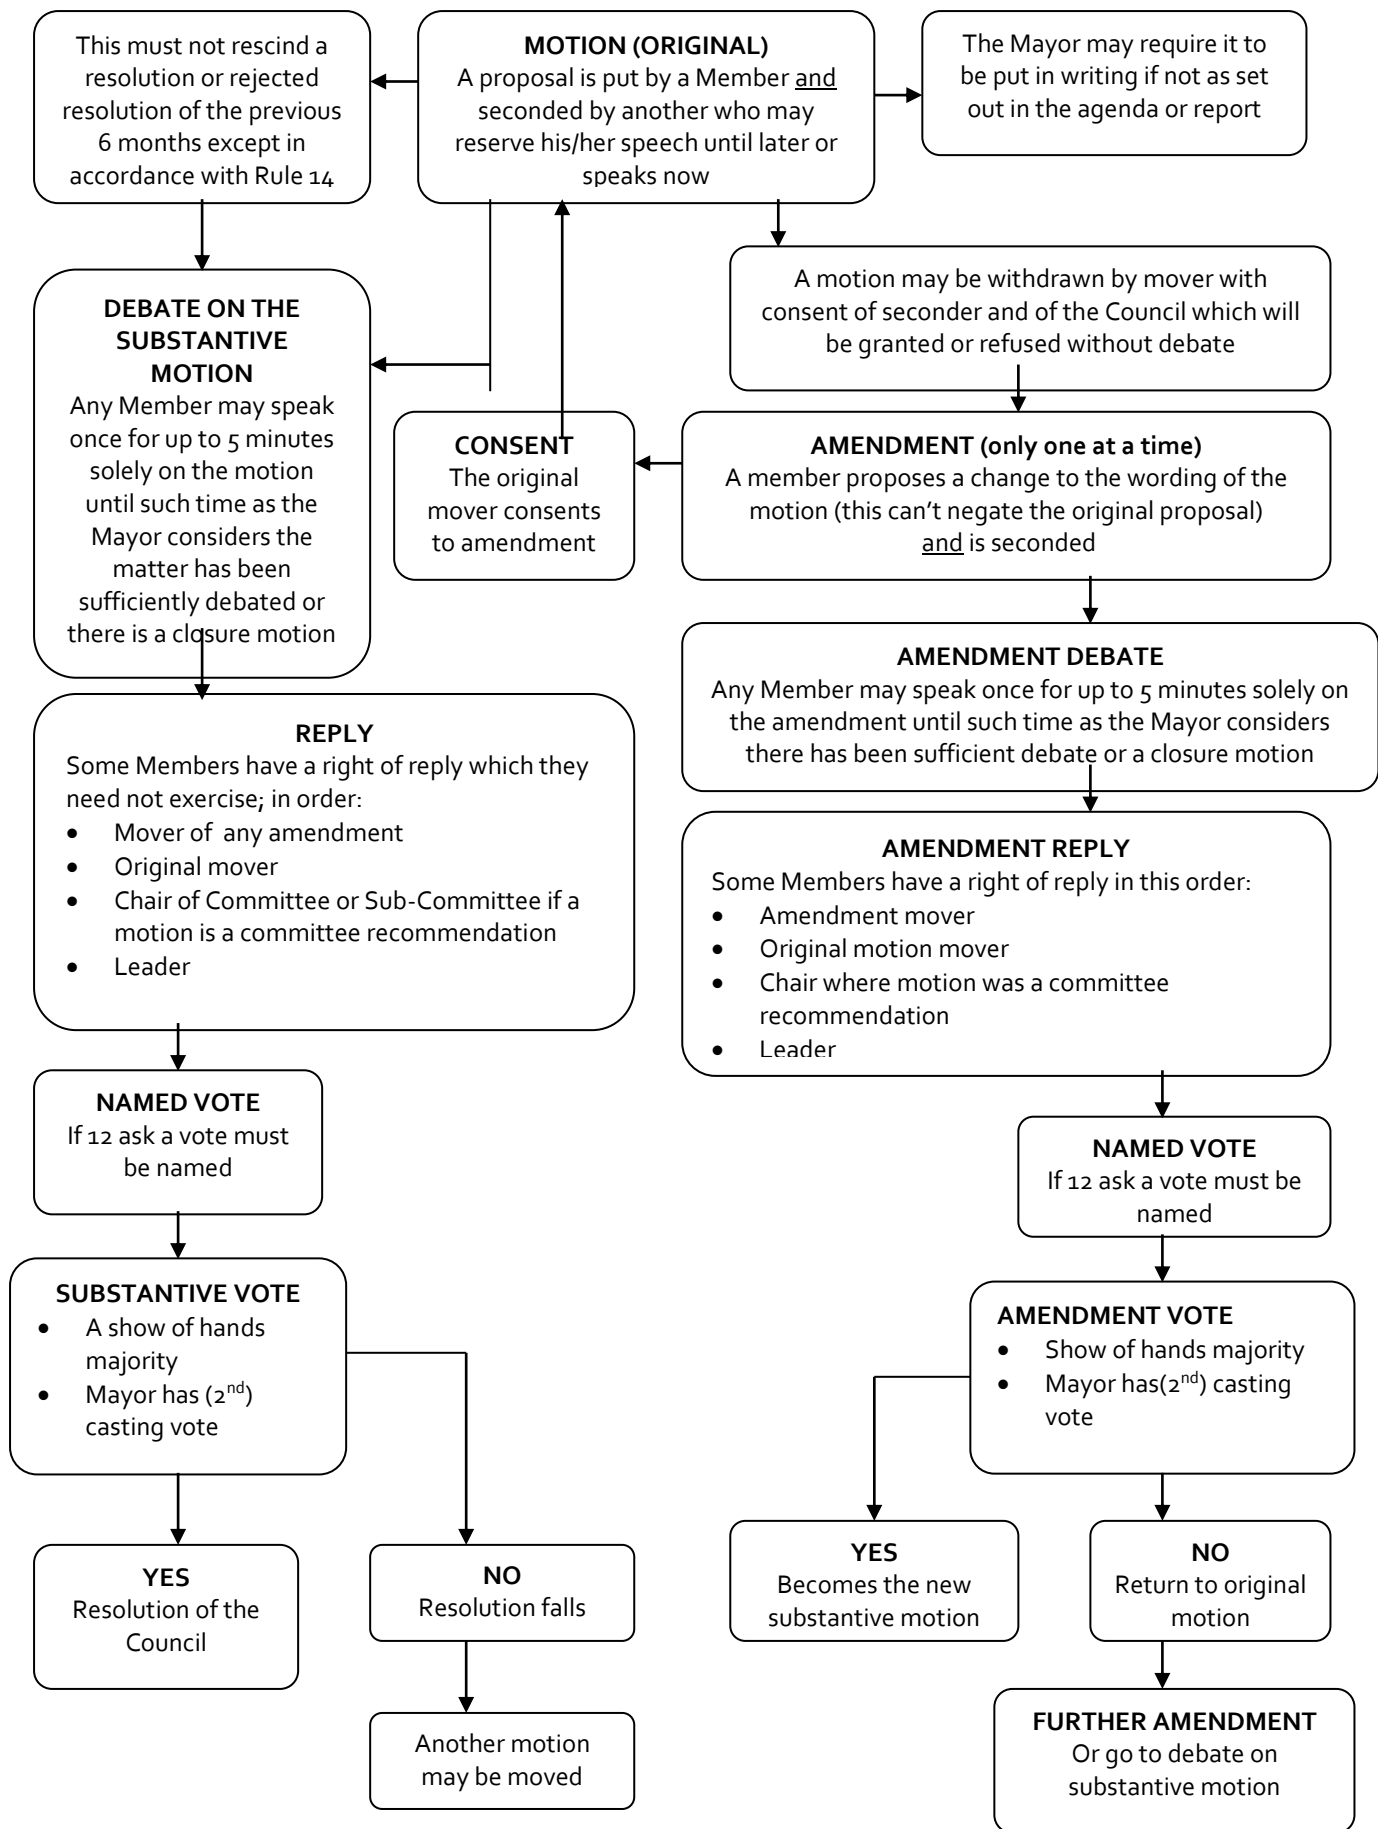 This must not rescind a
resolution or rejected
resolution of the previous
6 months except in
accordance with Rule 14
MOTION (ORIGINAL)
A proposal is put by a Member and
seconded by another who may
reserve his/her speech until later or
speaks now
The Mayor may require it to
be put in writing if not as set
out in the agenda or report
A motion may be withdrawn by mover with
consent of seconder and of the Council which will
be granted or refused without debate
DEBATE ON THE
SUBSTANTIVE
MOTION
Any Member may speak
once for up to 5 minutes
solely on the motion
until such time as the
Mayor considers the
matter has been
sufficiently debated or
there is a closure motion
CONSENT
The original
mover consents
to amendment
AMENDMENT (only one at a time)
A member proposes a change to the wording of the
motion (this can't negate the original proposal)
and is seconded
AMENDMENT DEBATE
Any Member may speak once for up to 5 minutes solely on
the amendment until such time as the Mayor considers
there has been sufficient debate or a closure motion
REPLY
Some Members have a right of reply which they
need not exercise; in order:
• Mover of any amendment
• Original mover
• Chair of Committee or Sub-Committee if a
motion is a committee recommendation
• Leader
AMENDMENT REPLY
Some Members have a right of reply in this order:
• Amendment mover
• Original motion mover
• Chair where motion was a committee
recommendation
• Leader
NAMED VOTE
If 12 ask a vote must
be named
NAMED VOTE
If 12 ask a vote must be
named
SUBSTANTIVE VOTE
• A show of hands
majority
• Mayor has (2nd)
casting vote
AMENDMENT VOTE
• Show of hands majority
• Mayor has(2nd) casting
vote
YES
Resolution of the
Council
NO
Resolution falls
YES
Becomes the new
substantive motion
NO
Return to original
motion
Another motion
may be moved
FURTHER AMENDMENT
Or go to debate on
substantive motion